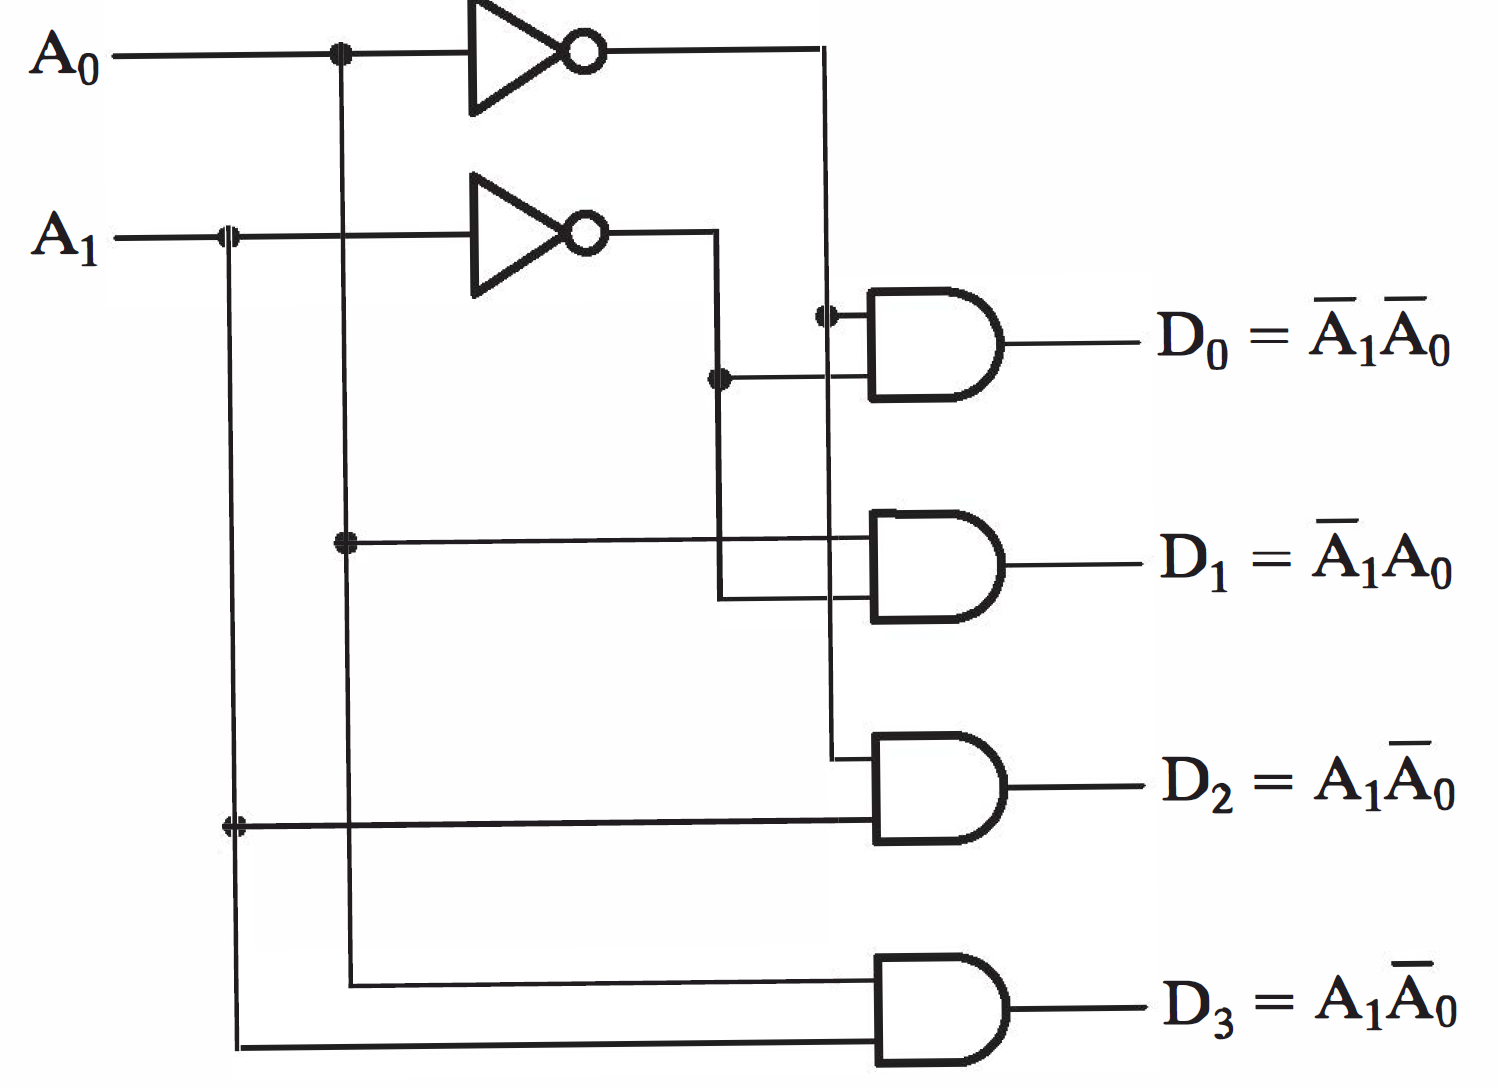 A₀
A₁
D₀ = A̅₁A̅₀
D₁ = A̅₁A₀
D₂ = A₁A̅₀
D₃ = A₁A̅₀